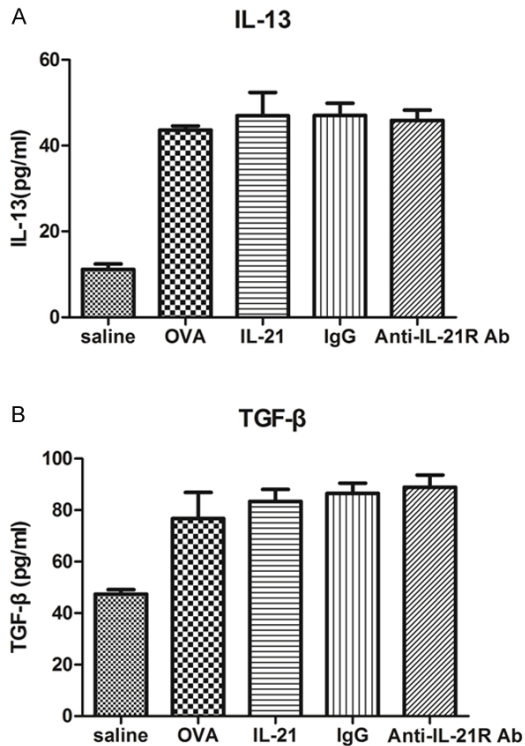 A
IL-13
60
40
20
0
IL-13(pg/ml)
saline OVA IL-21 IgG Anti-IL-21R Ab
B
TGF-β
100
80
60
40
20
0
TGF-β (pg/ml)
saline OVA IL-21 IgG Anti-IL-21R Ab